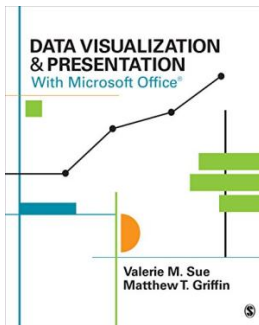 DATA VISUALIZATION
& PRESENTATION
With Microsoft Office®
Valerie M. Sue
Matthew T. Griffin
S